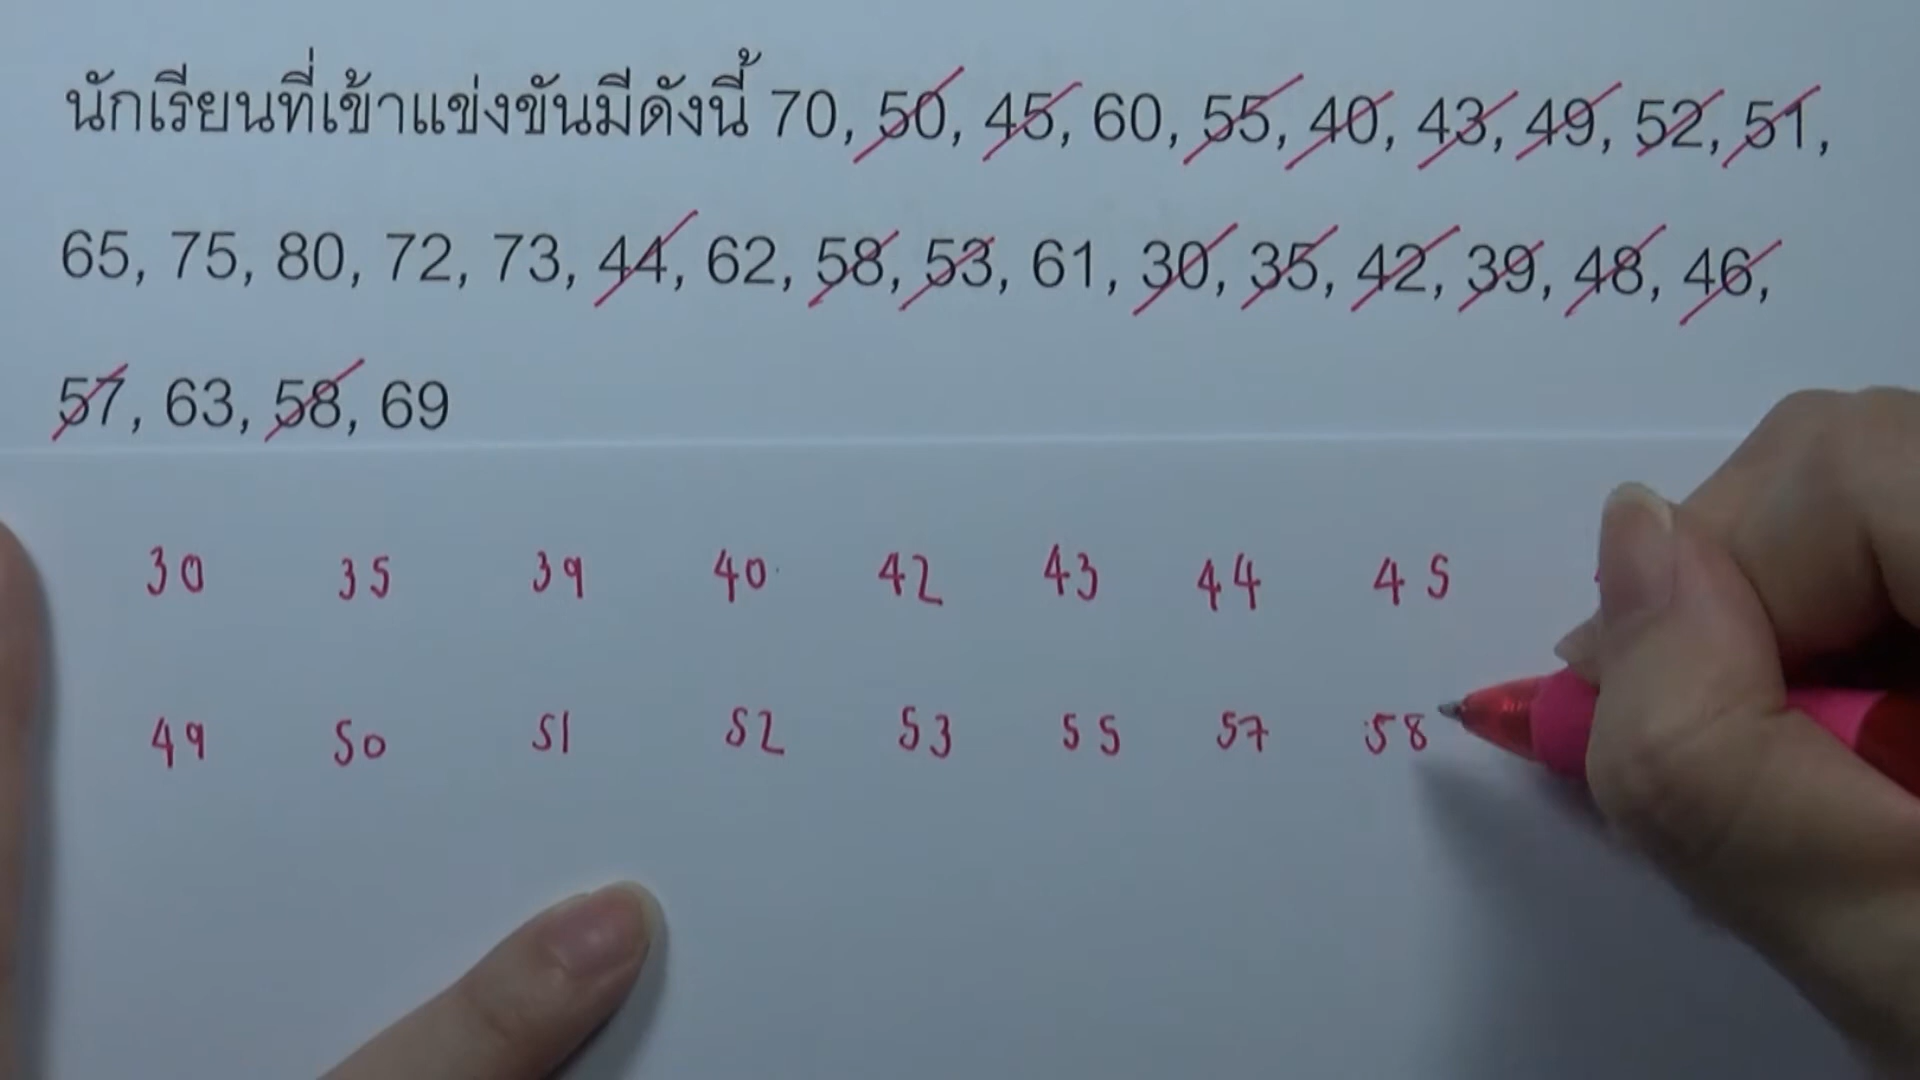 นักเรียนที่เข้าแข่งขันมีดังนี้ 70, 50, 45, 60, 55, 40, 43, 49, 52, 51,
65, 75, 80, 72, 73, 44, 62, 58, 53, 61, 30, 35, 42, 39, 48, 46,
57, 63, 58, 69
30 35 39 40 42 43 44 45
49 50 51 52 53 55 57 58